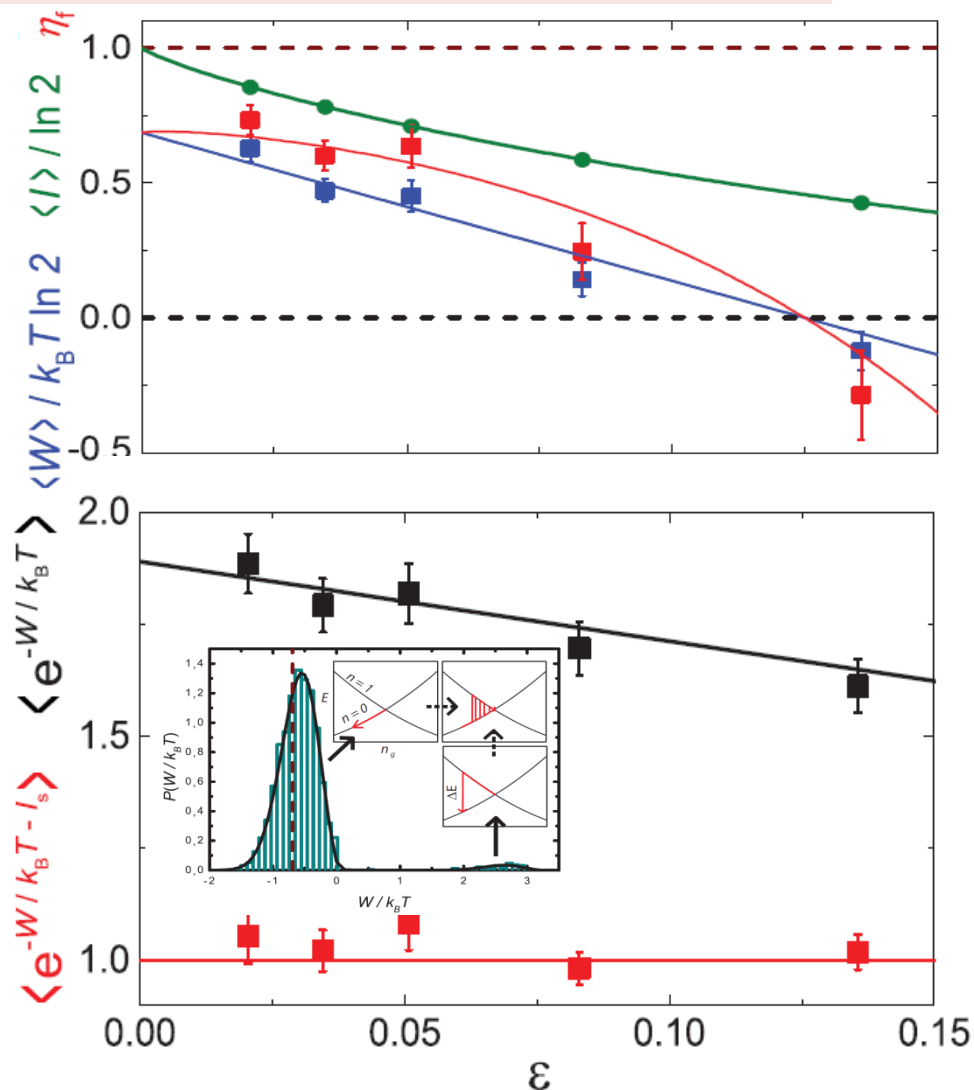 η_f
⟨I⟩ / ln 2
⟨W⟩ / k_B T ln 2
1.0
0.5
0.0
-0.5
<e^{-W / k_B T}>
<e^{-W / k_B T - I_s}>
2.0
1.5
1.0
P(W / k_B T)
1,4
1,2
1,0
0,8
0,6
0,4
0,2
0,0
-2 -1 0 1 2 3
W / k_B T
E
n=1
n=0
n_g
ΔE
0.00 0.05 0.10 0.15
ε